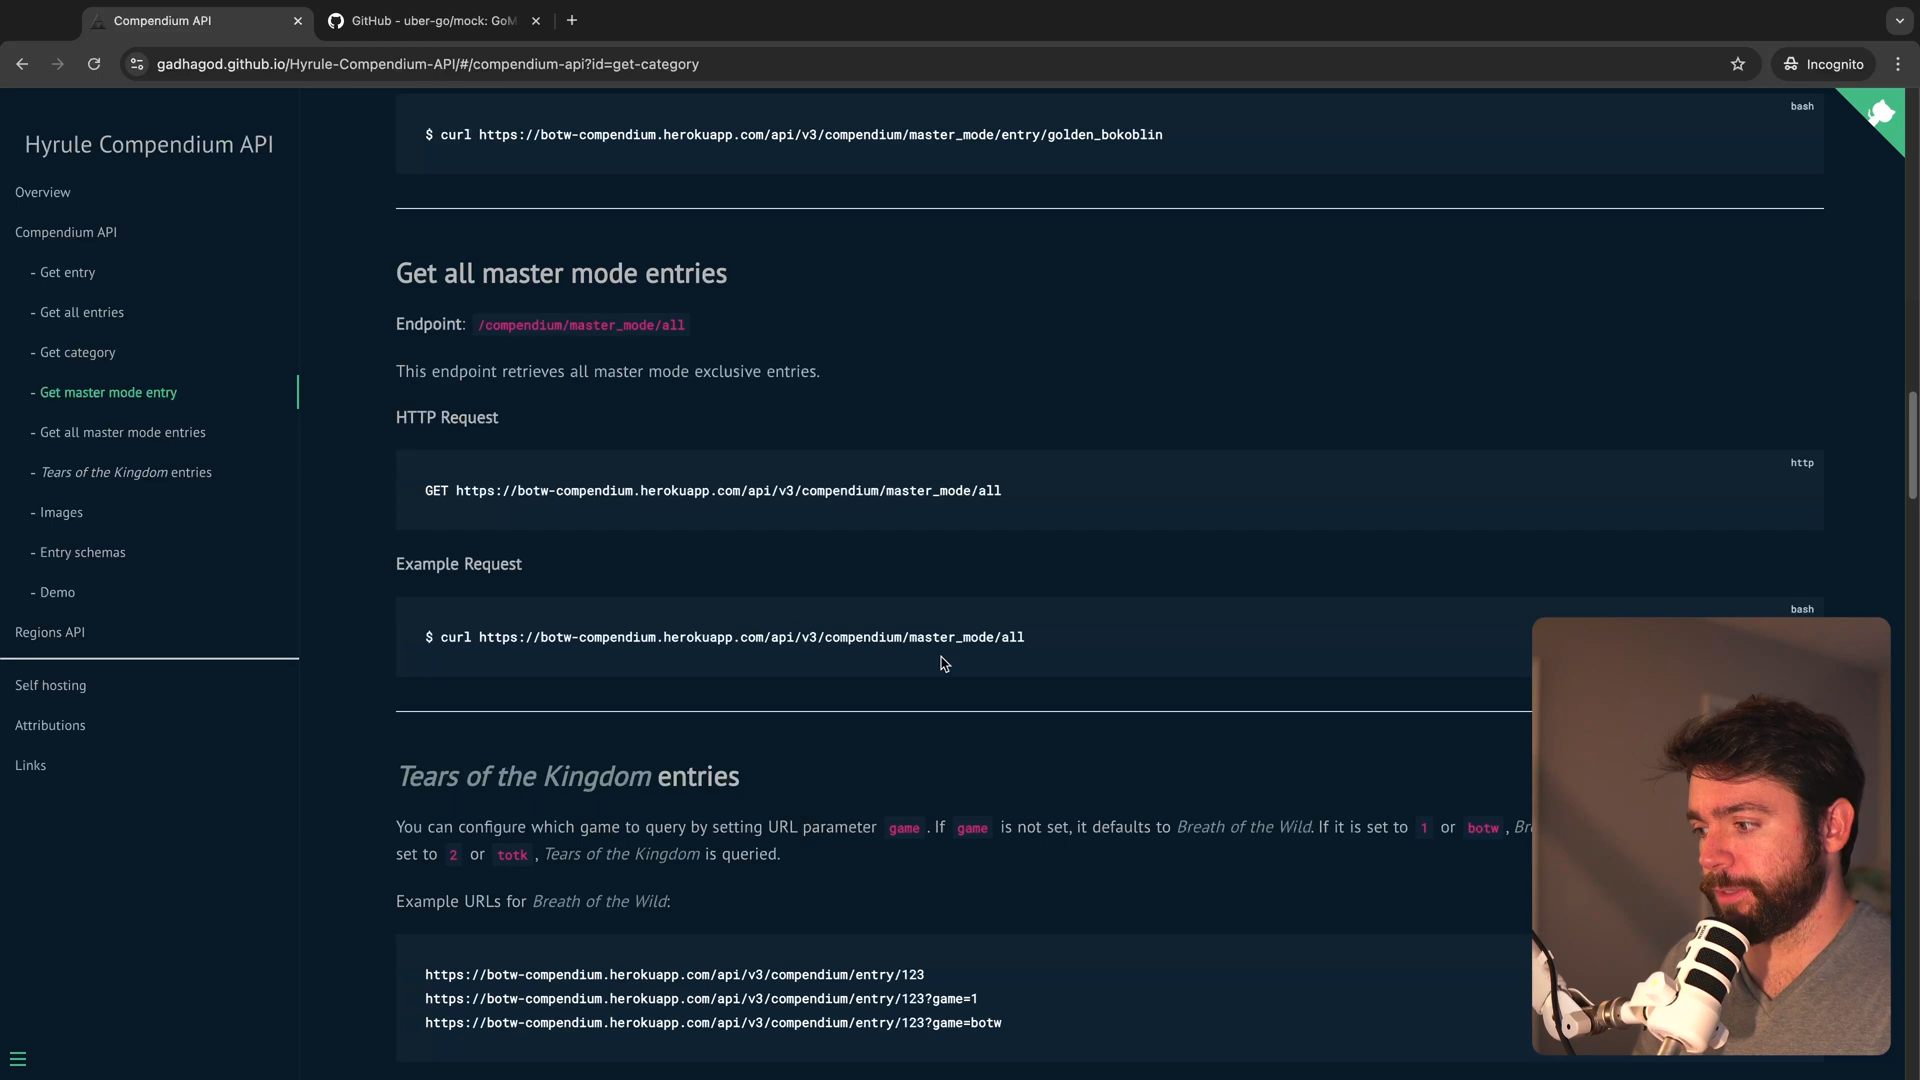 Compendium API
GitHub - uber-go/mock: GoM
gadhagod.github.io/Hyrule-Compendium-API/#/compendium-api?id=get-category
Incognito
Hyrule Compendium API
Overview
Compendium API
- Get entry
- Get all entries
- Get category
- Get master mode entry
- Get all master mode entries
- Tears of the Kingdom entries
- Images
- Entry schemas
- Demo
Regions API
Self hosting
Attributions
Links
bash
$ curl https://botw-compendium.herokuapp.com/api/v3/compendium/master_mode/entry/golden_bokoblin
Get all master mode entries
Endpoint: /compendium/master_mode/all
This endpoint retrieves all master mode exclusive entries.
HTTP Request
http
GET https://botw-compendium.herokuapp.com/api/v3/compendium/master_mode/all
Example Request
bash
$ curl https://botw-compendium.herokuapp.com/api/v3/compendium/master_mode/all
Tears of the Kingdom entries
You can configure which game to query by setting URL parameter game. If game is not set, it defaults to Breath of the Wild. If it is set to 1 or botw, Br
set to 2 or totk, Tears of the Kingdom is queried.
Example URLs for Breath of the Wild:
https://botw-compendium.herokuapp.com/api/v3/compendium/entry/123
https://botw-compendium.herokuapp.com/api/v3/compendium/entry/123?game=1
https://botw-compendium.herokuapp.com/api/v3/compendium/entry/123?game=botw